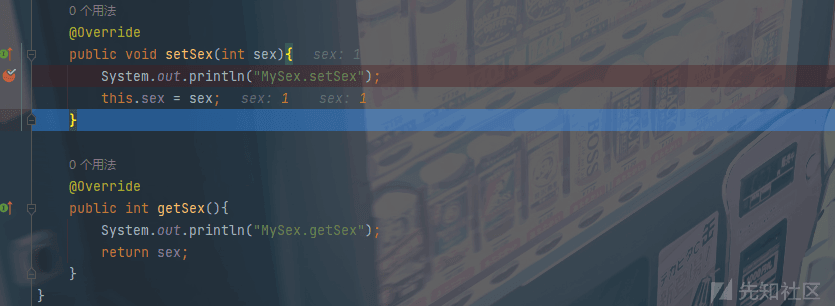 0 个用法
@Override
public void setSex(int sex){ sex: 1
System.out.println("MySex.setSex");
this.sex = sex; sex: 1 sex: 1
}
0 个用法
@Override
public int getSex(){
System.out.println("MySex.getSex");
return sex;
}
}
BOSS
先知社区